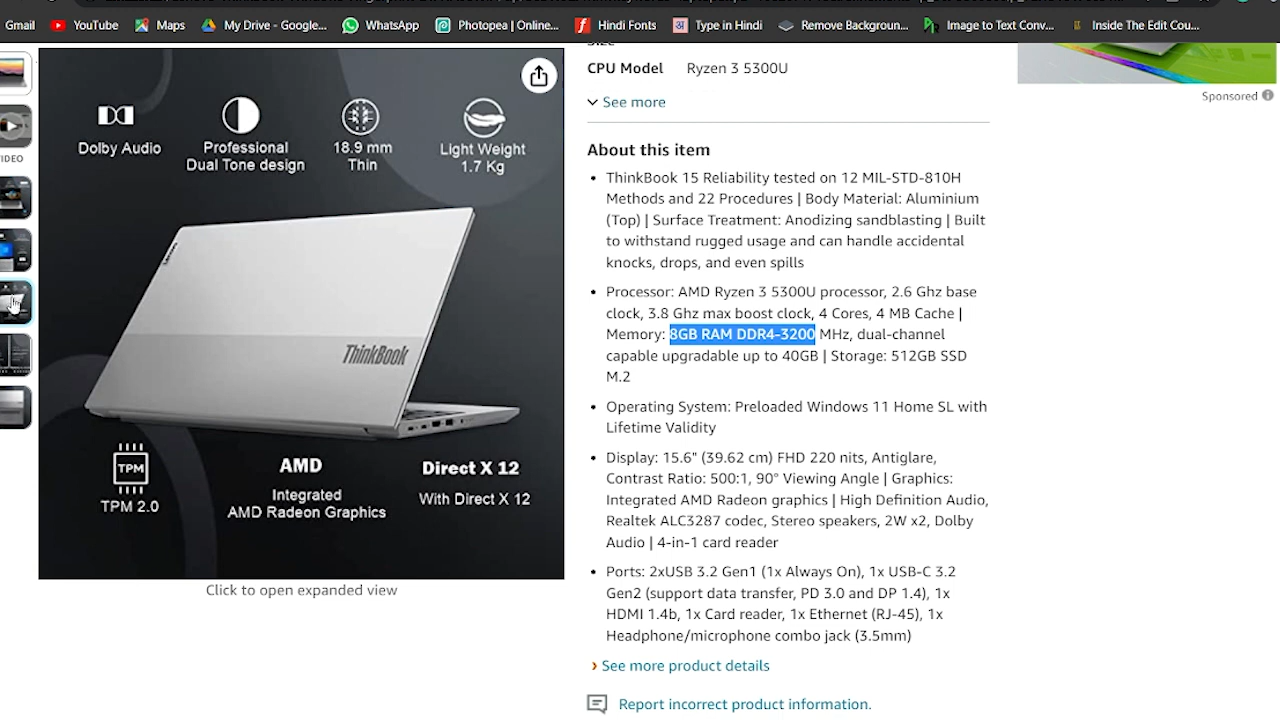 Gmail
YouTube
Maps
My Drive - Google...
WhatsApp
Photopea | Online...
Hindi Fonts
Type in Hindi
Remove Backgroun...
Image to Text Conv...
Inside The Edit Cou...
IDEO
Dolby Audio
Professional
Dual Tone design
18.9 mm
Thin
Light Weight
1.7 Kg
Lenovo
ThinkBook
TPM
TPM 2.0
AMD
Integrated
AMD Radeon Graphics
Direct X 12
With Direct X 12
Click to open expanded view
Size
CPU Model Ryzen 3 5300U
See more
About this item
ThinkBook 15 Reliability tested on 12 MIL-STD-810H
Methods and 22 Procedures | Body Material: Aluminium
(Top) | Surface Treatment: Anodizing sandblasting | Built
to withstand rugged usage and can handle accidental
knocks, drops, and even spills
Processor: AMD Ryzen 3 5300U processor, 2.6 Ghz base
clock, 3.8 Ghz max boost clock, 4 Cores, 4 MB Cache |
Memory: 8GB RAM DDR4-3200 MHz, dual-channel
capable upgradable up to 40GB | Storage: 512GB SSD
M.2
Operating System: Preloaded Windows 11 Home SL with
Lifetime Validity
Display: 15.6" (39.62 cm) FHD 220 nits, Antiglare,
Contrast Ratio: 500:1, 90° Viewing Angle | Graphics:
Integrated AMD Radeon graphics | High Definition Audio,
Realtek ALC3287 codec, Stereo speakers, 2W x2, Dolby
Audio | 4-in-1 card reader
Ports: 2xUSB 3.2 Gen1 (1x Always On), 1x USB-C 3.2
Gen2 (support data transfer, PD 3.0 and DP 1.4), 1x
HDMI 1.4b, 1x Card reader, 1x Ethernet (RJ-45), 1x
Headphone/microphone combo jack (3.5mm)
See more product details
Report incorrect product information.
Sponsored